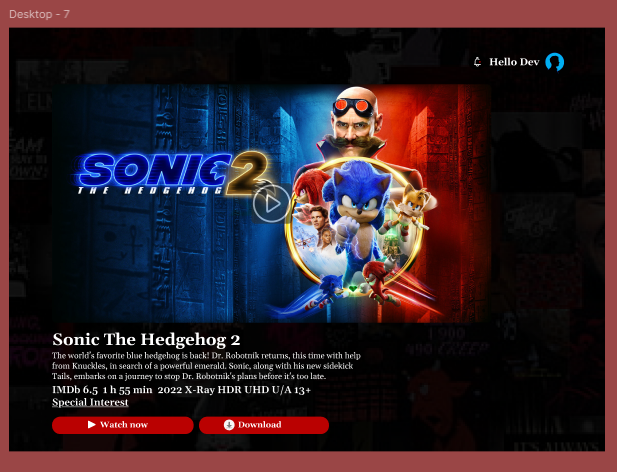 Desktop - 7
Hello Dev
SONIC 2
THE HEDGEHOG
Sonic The Hedgehog 2
The world's favorite blue hedgehog is back! Dr. Robotnik returns, this time with help
from Knuckles, in search of a powerful emerald. Sonic, along with his new sidekick
Tails, embarks on a journey to stop Dr. Robotnik's plans before it's too late.
IMDb 6.5 1 h 55 min 2022 X-Ray HDR UHD U/A 13+
Special Interest
Watch now
Download